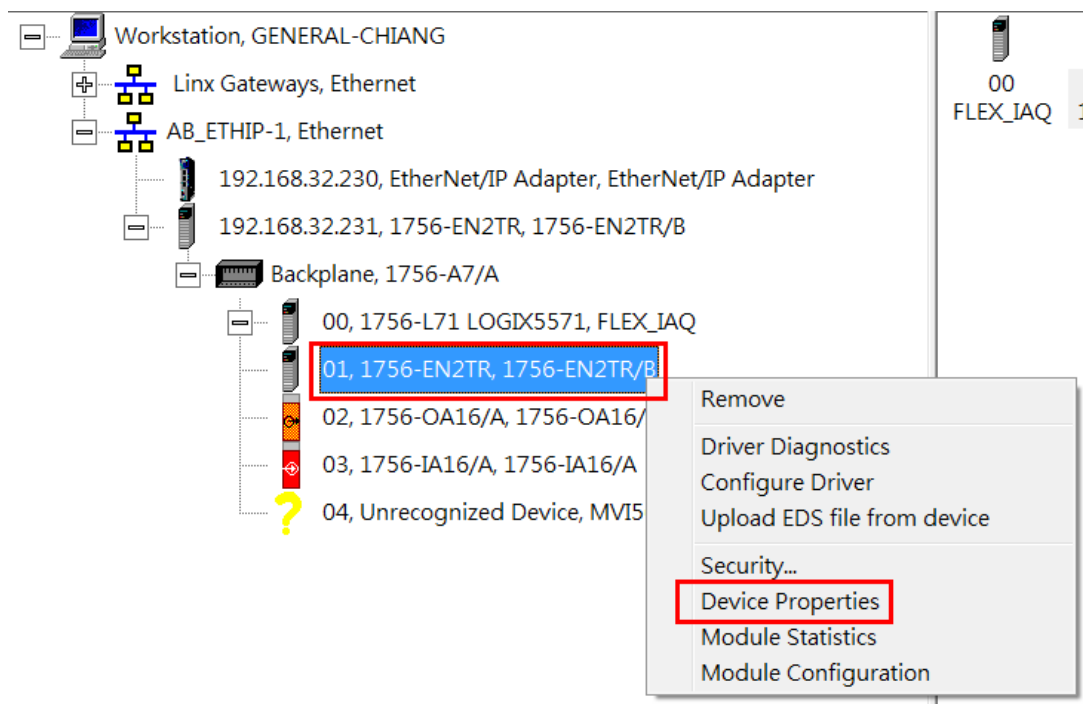 Workstation, GENERAL-CHIANG
Linx Gateways, Ethernet
AB_ETHIP-1, Ethernet
192.168.32.230, EtherNet/IP Adapter, EtherNet/IP Adapter
192.168.32.231, 1756-EN2TR, 1756-EN2TR/B
Backplane, 1756-A7/A
00, 1756-L71 LOGIX5571, FLEX_IAQ
01, 1756-EN2TR, 1756-EN2TR/B
02, 1756-OA16/A, 1756-OA16/
03, 1756-IA16/A, 1756-IA16/A
04, Unrecognized Device, MVI5
Remove
Driver Diagnostics
Configure Driver
Upload EDS file from device
Security...
Device Properties
Module Statistics
Module Configuration
00
FLEX_IAQ
1